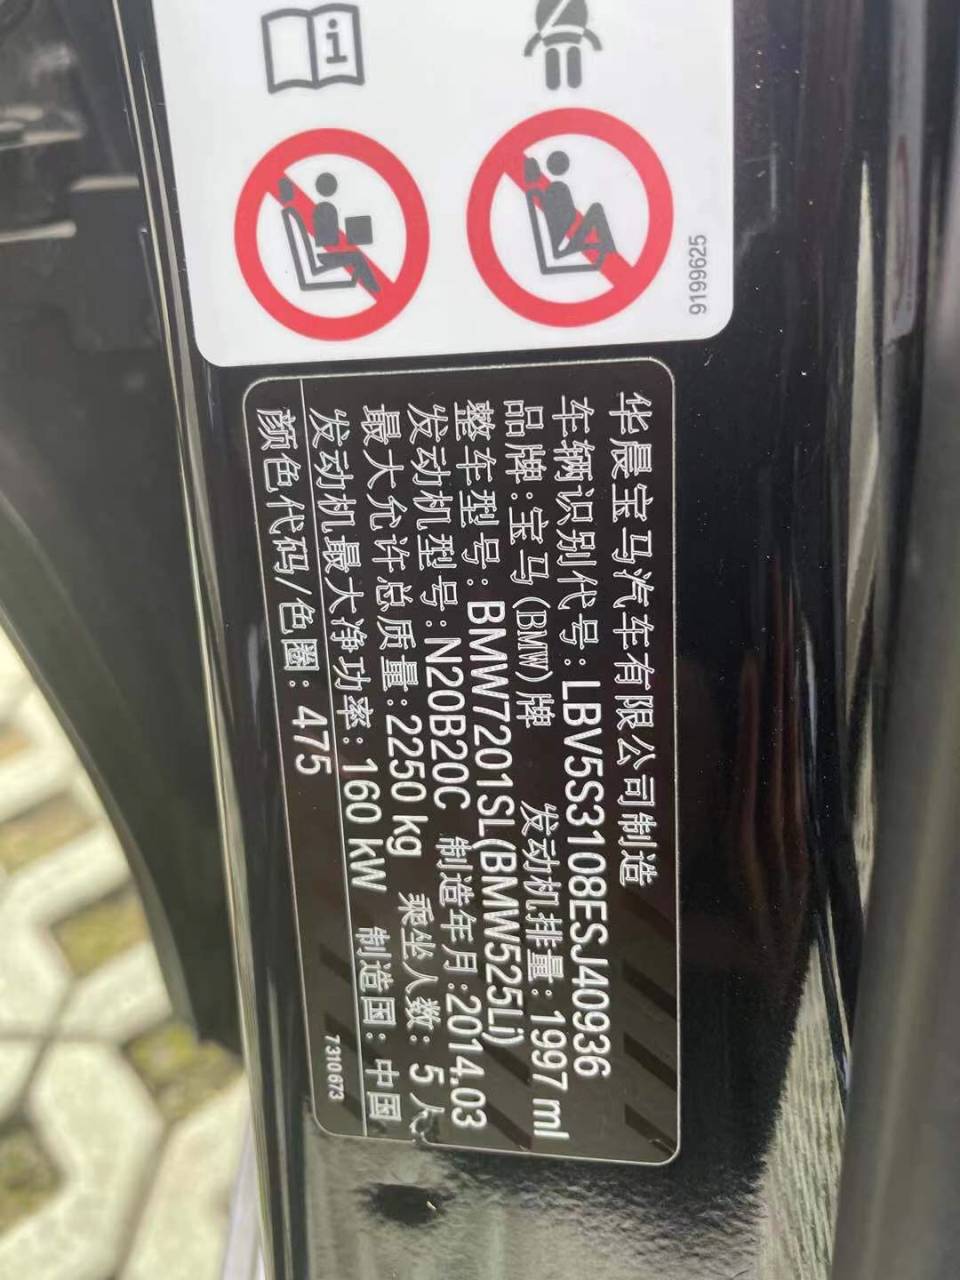 9199625
华晨宝马汽车有限公司制造
车辆识别代号:LBV5S3108ESJ40936
品牌:宝马(BMW)牌 发动机排量:1997 ml
整车型号:BMW7201SL(BMW525Li)
发动机型号:N20B20C 制造年月:2014.03
最大允许总质量:2250 kg 乘坐人数: 5 人
发动机最大净功率:160 kW 制造国:中国
颜色代码/色圈: 475
7 310 673